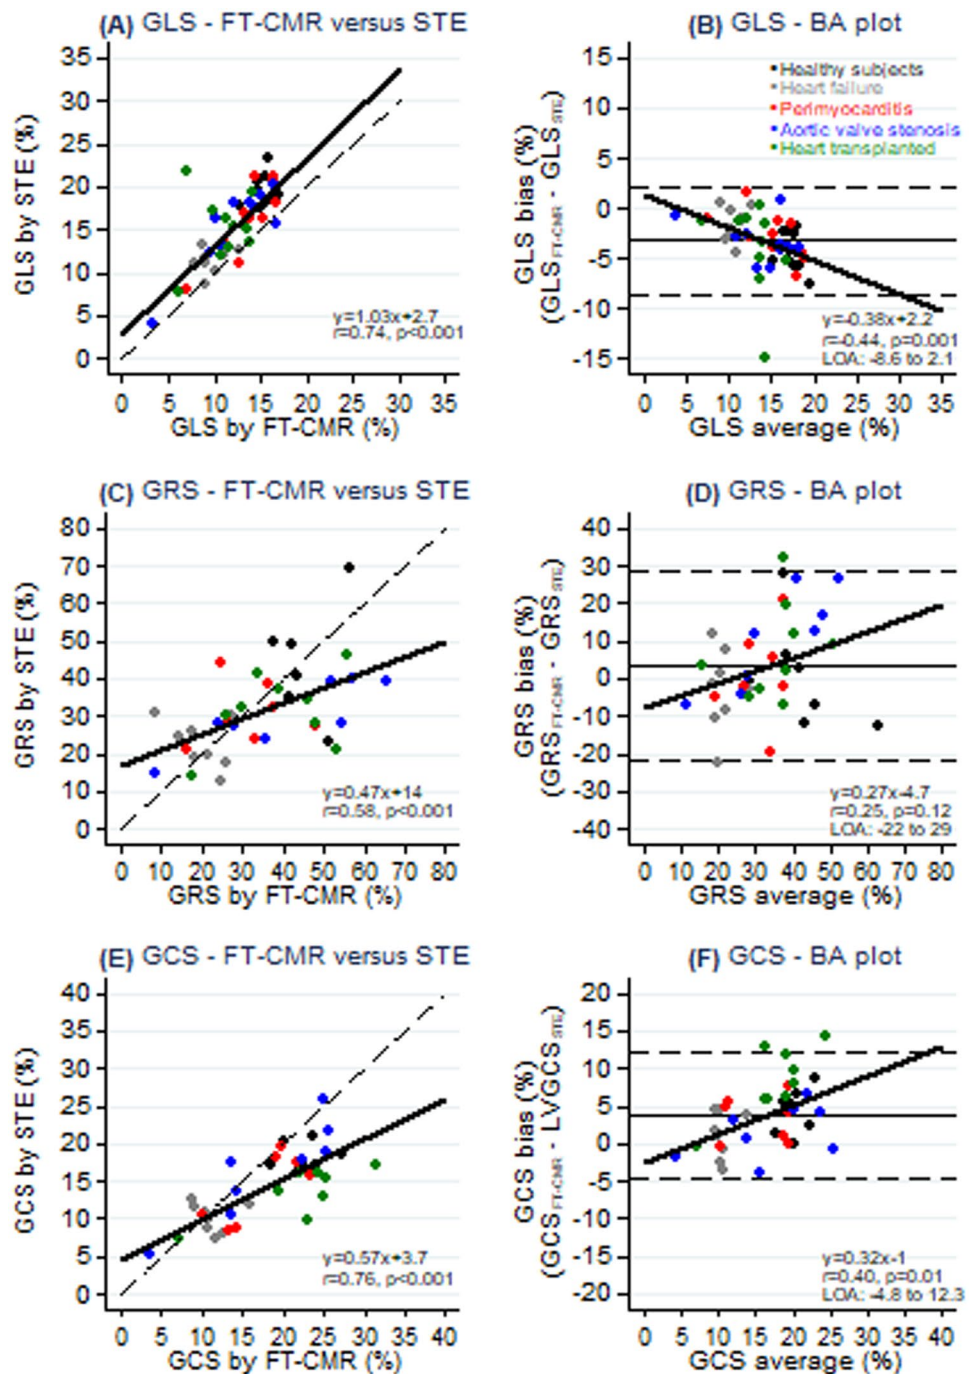 (A) GLS - FT-CMR versus STE
GLS by STE (%)
35
30
25
20
15
10
5
0
y=1.03x+2.7
r=0.74, p<0.001
0 5 10 15 20 25 30 35
GLS by FT-CMR (%)
(B) GLS - BA plot
GLS bias (%)
(GLS FT-CMR - GLS STE)
15
10
5
0
-5
-10
-15
Healthy subjects
Heart failure
Perimyocarditis
Aortic valve stenosis
Heart transplanted
y=-0.38x+2.2
r=-0.44, p=0.001
LOA: -8.6 to 2.1
0 5 10 15 20 25 30 35
GLS average (%)
(C) GRS - FT-CMR versus STE
GRS by STE (%)
80
70
60
50
40
30
20
10
0
y=0.47x+14
r=0.58, p<0.001
0 10 20 30 40 50 60 70 80
GRS by FT-CMR (%)
(D) GRS - BA plot
GRS bias (%)
(GRS FT-CMR - GRS STE)
40
30
20
10
0
-10
-20
-30
-40
y=0.27x-4.7
r=0.25, p=0.12
LOA: -22 to 29
0 10 20 30 40 50 60 70 80
GRS average (%)
(E) GCS - FT-CMR versus STE
GCS by STE (%)
40
35
30
25
20
15
10
5
0
y=0.57x+3.7
r=0.76, p<0.001
0 5 10 15 20 25 30 35 40
GCS by FT-CMR (%)
(F) GCS - BA plot
GCS bias (%)
(GCS FT-CMR - LVGCS STE)
20
15
10
5
0
-5
-10
-15
-20
y=0.32x-1
r=0.40, p=0.01
LOA: -4.8 to 12.3
0 5 10 15 20 25 30 35 40
GCS average (%)